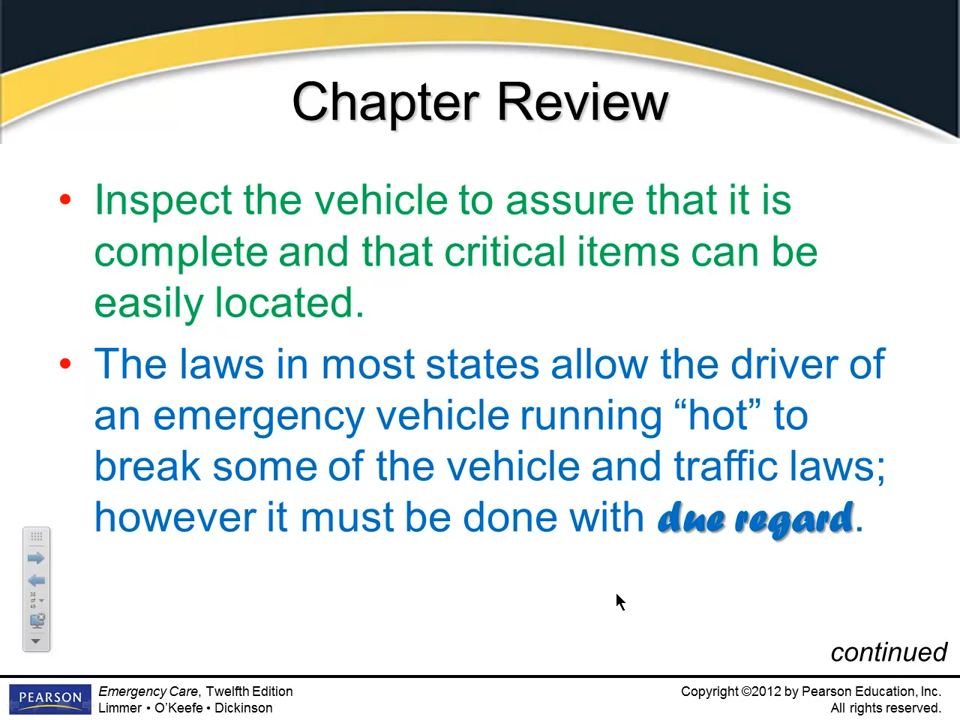 Chapter Review
• Inspect the vehicle to assure that it is
complete and that critical items can be
easily located.
• The laws in most states allow the driver of
an emergency vehicle running “hot” to
break some of the vehicle and traffic laws;
however it must be done with due regard.
continued
PEARSON
Emergency Care, Twelfth Edition
Limmer • O’Keefe • Dickinson
Copyright ©2012 by Pearson Education, Inc.
All rights reserved.